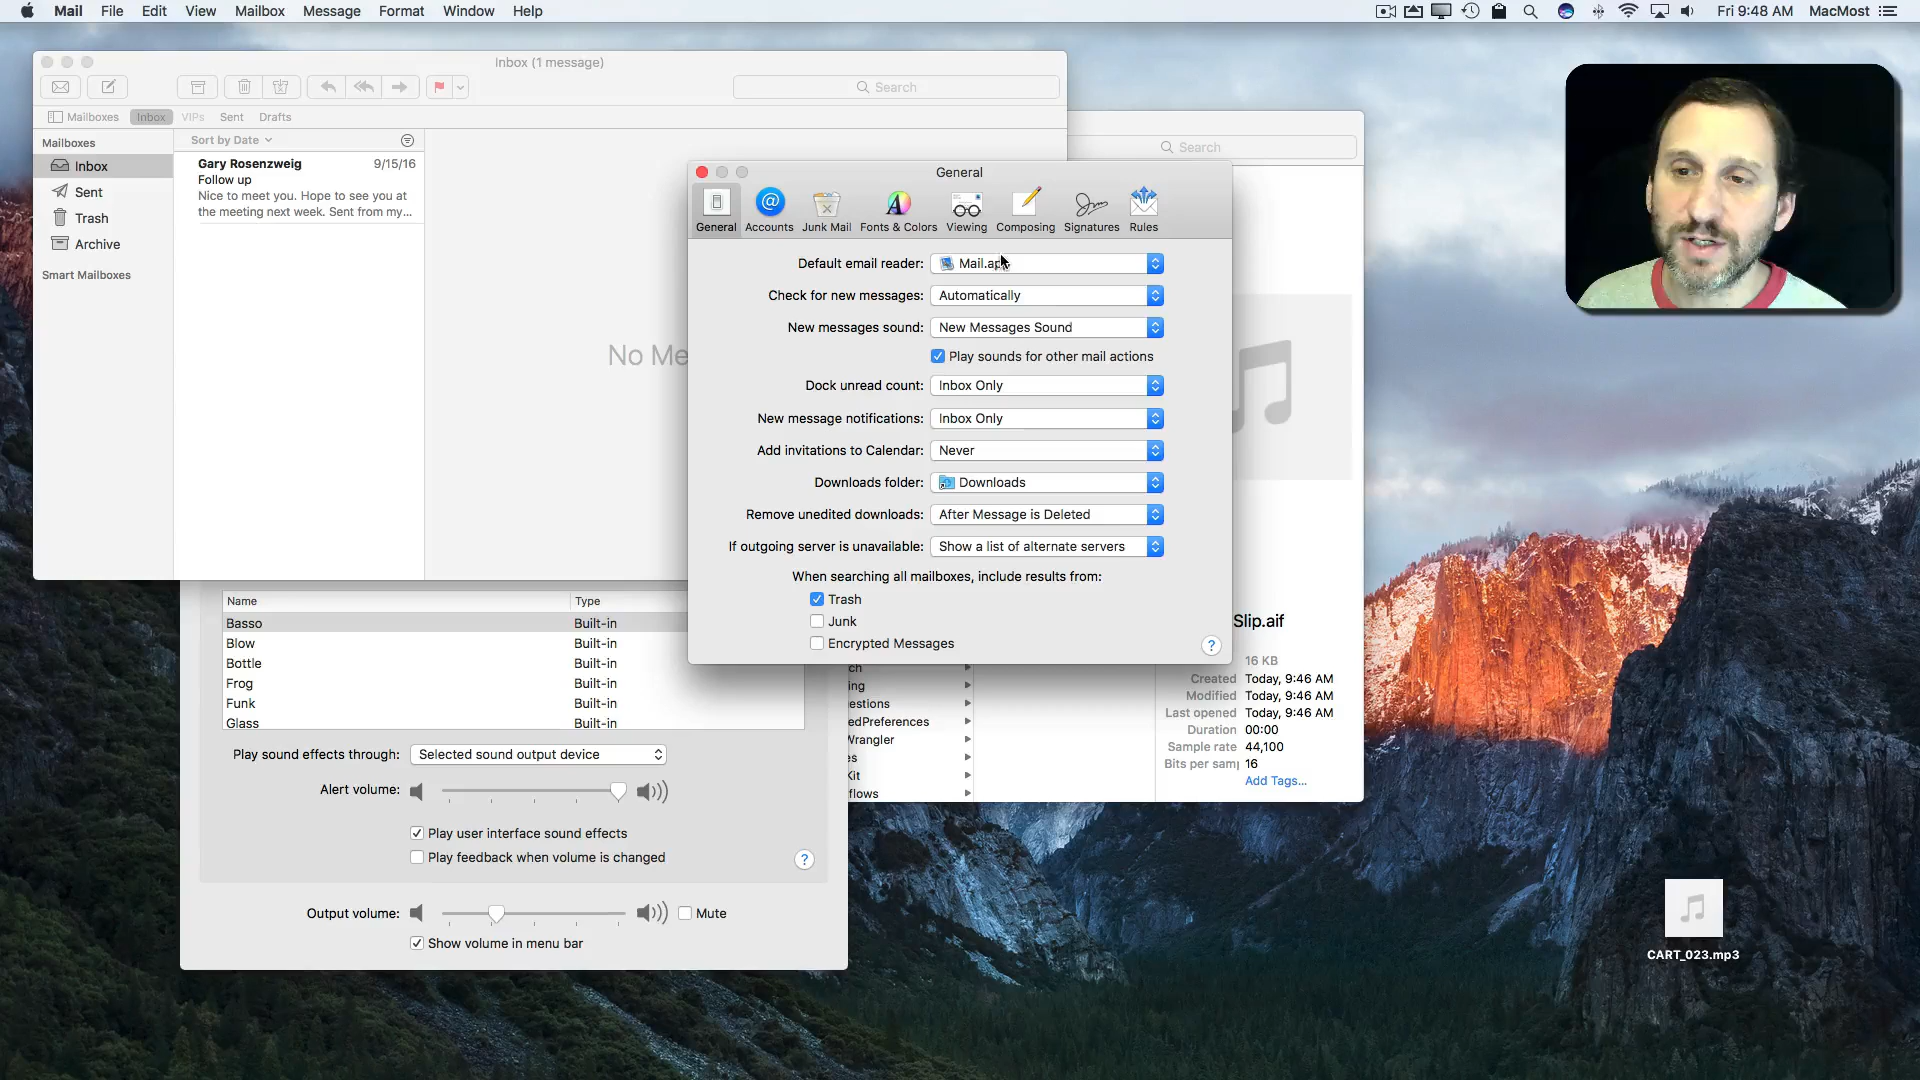 Mail File Edit View Mailbox Message Format Window Help Fri 9:48 AM MacMost
Inbox (1 message)
Search
Mailboxes Inbox VIPs Sent Drafts
Mailboxes
Inbox
Sent
Trash
Archive
Smart Mailboxes
Sort by Date
Gary Rosenzweig 9/15/16
Follow up
Nice to meet you. Hope to see you at
the meeting next week. Sent from my...
No Me
General
General Accounts Junk Mail Fonts & Colors Viewing Composing Signatures Rules
Default email reader: Mail.ap
Check for new messages: Automatically
New messages sound: New Messages Sound
Play sounds for other mail actions
Dock unread count: Inbox Only
New message notifications: Inbox Only
Add invitations to Calendar: Never
Downloads folder: Downloads
Remove unedited downloads: After Message is Deleted
If outgoing server is unavailable: Show a list of alternate servers
When searching all mailboxes, include results from:
Trash
Junk
Encrypted Messages
?
Search
Slip.aif
16 KB
Created Today, 9:46 AM
Modified Today, 9:46 AM
Last opened Today, 9:46 AM
Duration 00:00
Sample rate 44,100
Bits per samp 16
Add Tags...
ch
ing
estions
edPreferences
Wrangler
es
Kit
flows
Name Type
Basso Built-in
Blow Built-in
Bottle Built-in
Frog Built-in
Funk Built-in
Glass Built-in
Play sound effects through: Selected sound output device
Alert volume:
Play user interface sound effects
Play feedback when volume is changed
?
Output volume: Mute
Show volume in menu bar
CART_023.mp3